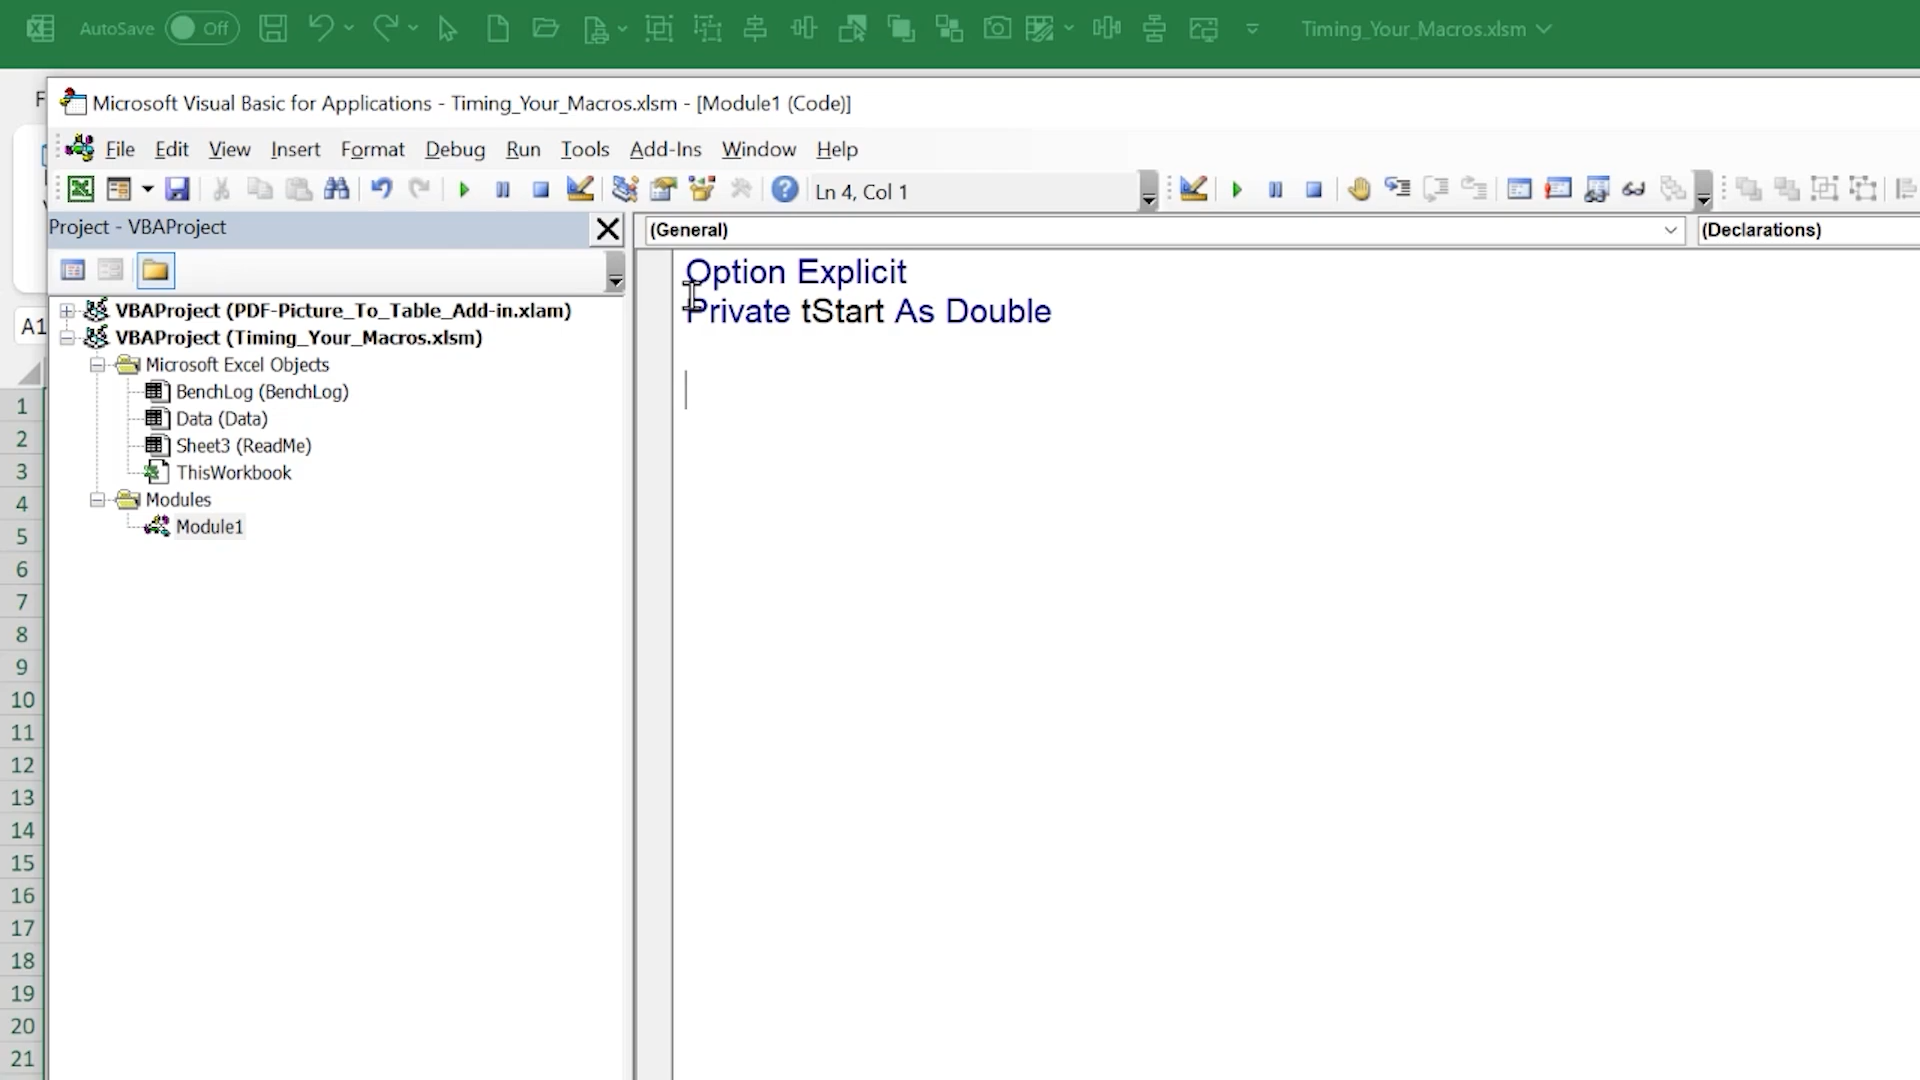 AutoSave Off Timing_Your_Macros.xlsm
F
Microsoft Visual Basic for Applications - Timing_Your_Macros.xlsm - [Module1 (Code)]
File Edit View Insert Format Debug Run Tools Add-Ins Window Help
Ln 4, Col 1
Project - VBAProject
(General) (Declarations)
VBAProject (PDF-Picture_To_Table_Add-in.xlam)
VBAProject (Timing_Your_Macros.xlsm)
Microsoft Excel Objects
BenchLog (BenchLog)
Data (Data)
Sheet3 (ReadMe)
ThisWorkbook
Modules
Module1
Option Explicit
Private tStart As Double
A1
1
2
3
4
5
6
7
8
9
10
11
12
13
14
15
16
17
18
19
20
21